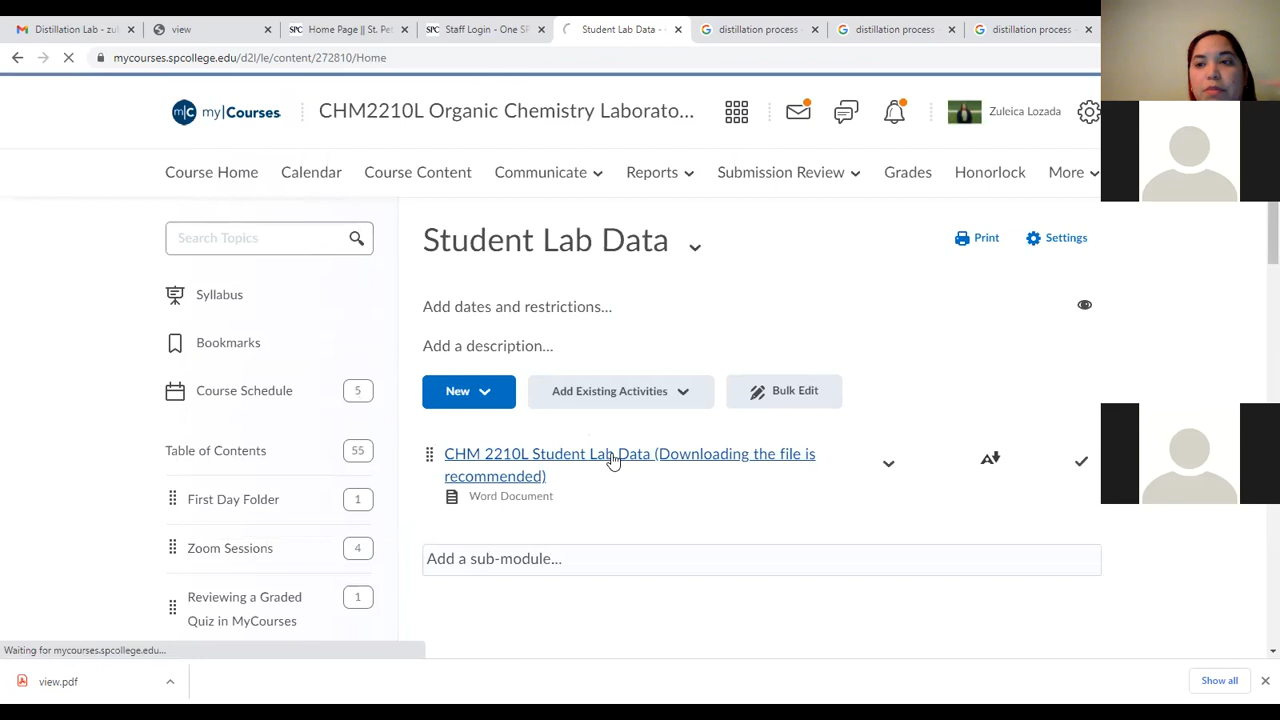 Distillation Lab - zul
view
SPC Home Page || St. Pet
SPC Staff Login - One SP
Student Lab Data -
distillation process -
distillation process
distillation process
mycourses.spcollege.edu/d2l/le/content/272810/Home
m|C my|Courses
CHM2210L Organic Chemistry Laborato...
Zuleica Lozada
Course Home
Calendar
Course Content
Communicate
Reports
Submission Review
Grades
Honorlock
More
Search Topics
Syllabus
Bookmarks
Course Schedule 5
Table of Contents 55
First Day Folder 1
Zoom Sessions 4
Reviewing a Graded 1
Quiz in MyCourses
Student Lab Data
Print
Settings
Add dates and restrictions...
Add a description...
New
Add Existing Activities
Bulk Edit
CHM 2210L Student Lab Data (Downloading the file is
recommended)
Word Document
Add a sub-module...
Waiting for mycourses.spcollege.edu...
view.pdf
Show all